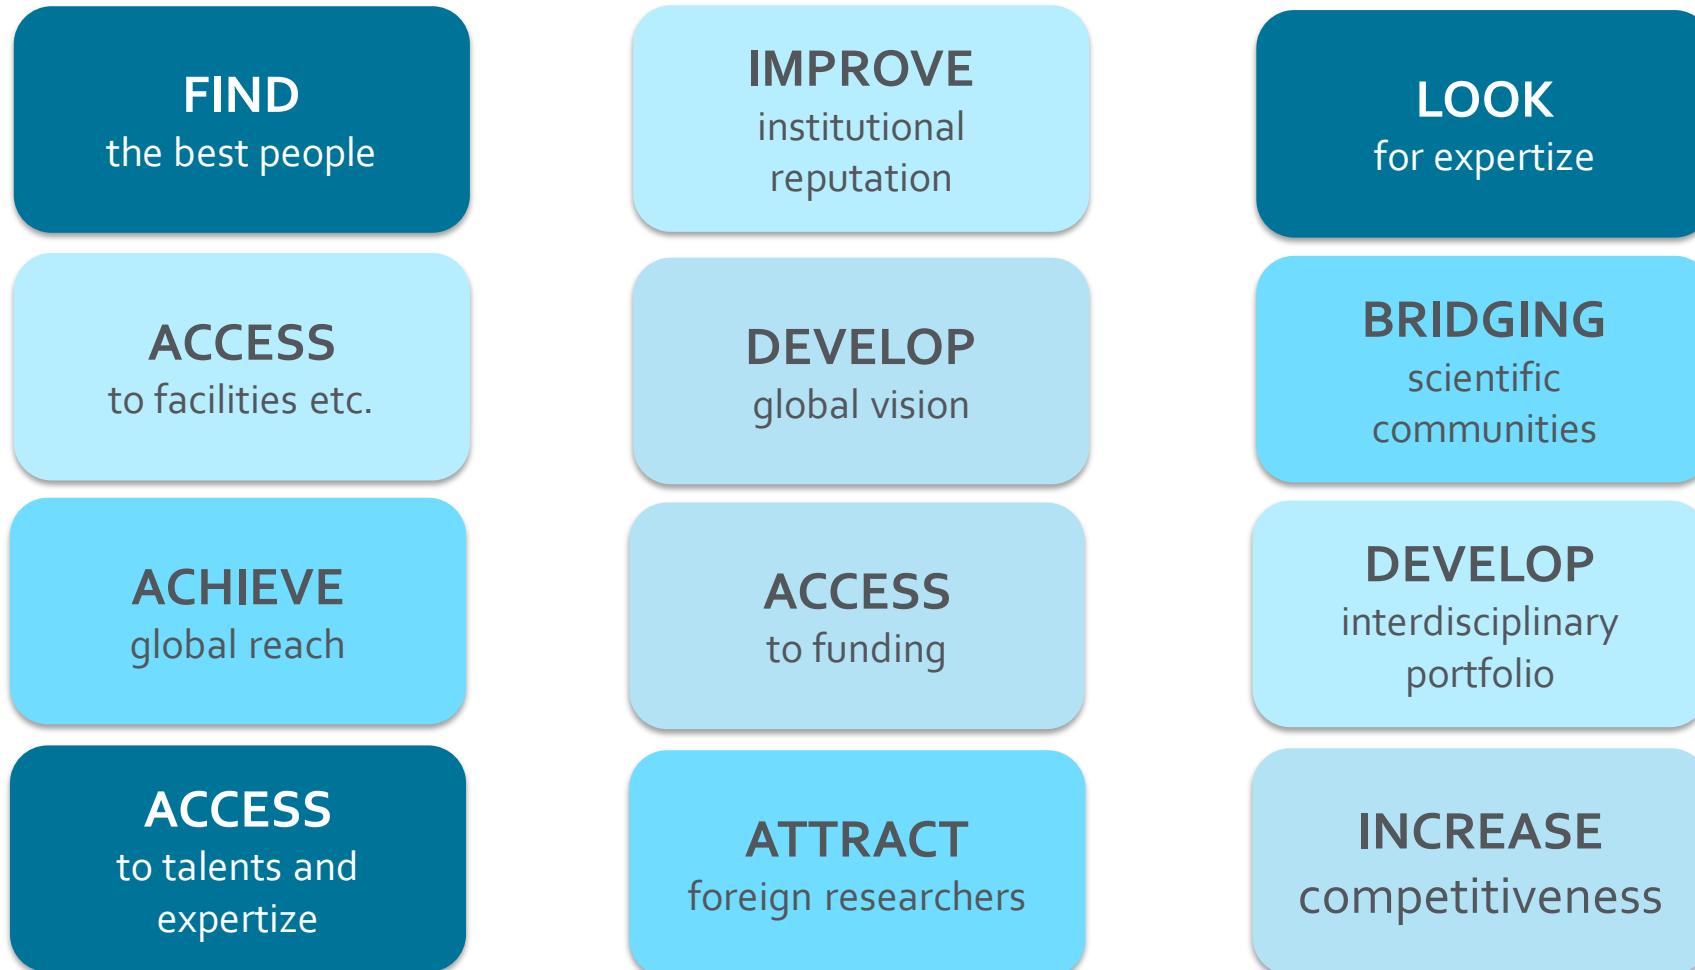 FIND
the best people
ACCESS
to facilities etc.
ACHIEVE
global reach
ACCESS
to talents and
expertize
IMPROVE
institutional
reputation
DEVELOP
global vision
ACCESS
to funding
ATTRACT
foreign researchers
LOOK
for expertize
BRIDGING
scientific
communities
DEVELOP
interdisciplinary
portfolio
INCREASE
competitiveness